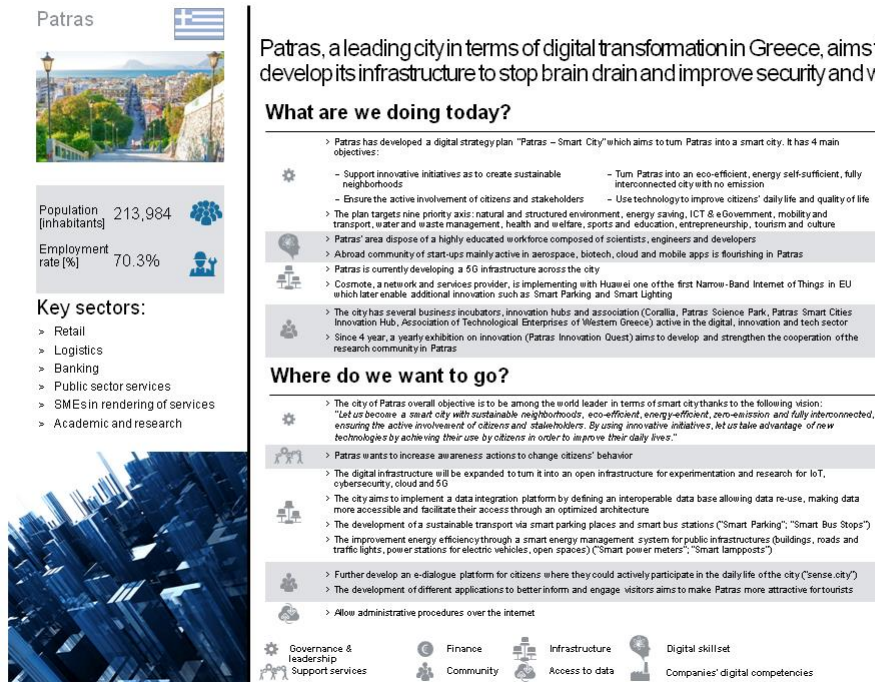 Patras
Patras, a leading city in terms of digital transformation in Greece, aims
develop its infrastructure to stop brain drain and improve security and w
What are we doing today?
> Patras has developed a digital strategy plan "Patras – Smart City" which aims to turn Patras into a smart city. It has 4 main
objectives:
– Support innovative initiatives as to create sustainable
neighborhoods
– Turn Patras into an eco-efficient, energy self-sufficient, fully
interconnected city with no emission
– Ensure the active involvement of citizens and stakeholders
– Use technology to improve citizens' daily life and quality of life
> The plan targets nine priority axis: natural and structured environment, energy saving, ICT & eGovernment, mobility and
transport, water and waste management, health and welfare, sports and education, entrepreneurship, tourism and culture
> Patras' area dispose of a highly educated workforce composed of scientists, engineers and developers
> Abroad community of start-ups mainly active in aerospace, biotech, cloud and mobile apps is flourishing in Patras
> Patras is currently developing a 5G infrastructure across the city
> Cosmote, a network and services provider, is implementing with Huawei one of the first Narrow-Band Internet of Things in EU
which later enable additional innovation such as Smart Parking and Smart Lighting
> The city has several business incubators, innovation hubs and association (Corallia, Patras Science Park, Patras Smart Cities
Innovation Hub, Association of Technological Enterprises of Western Greece) active in the digital, innovation and tech sector
> Since 4 year, a yearly exhibition on innovation (Patras Innovation Quest) aims to develop and strengthen the cooperation of the
research community in Patras
Population
[inhabitants] 213,984
Employment
rate [%] 70.3%
Key sectors:
» Retail
» Logistics
» Banking
» Public sector services
» SMEs in rendering of services
» Academic and research
Where do we want to go?
> The city of Patras overall objective is to be among the world leader in terms of smart city thanks to the following vision:
"Let us become a smart city with sustainable neighborhoods, eco-efficient, energy-efficient, zero-emission and fully interconnected,
ensuring the active involvement of citizens and stakeholders. By using innovative initiatives, let us take advantage of new
technologies by achieving their use by citizens in order to improve their daily lives."
> Patras wants to increase awareness actions to change citizens' behavior
> The digital infrastructure will be expanded to turn it into an open infrastructure for experimentation and research for IoT,
cybersecurity, cloud and 5G
> The city aims to implement a data integration platform by defining an interoperable data base allowing data re-use, making data
more accessible and facilitate their access through an optimized architecture
> The development of a sustainable transport via smart parking places and smart bus stations ("Smart Parking"; "Smart Bus Stops")
> The improvement energy efficiency through a smart energy management system for public infrastructures (buildings, roads and
traffic lights, power stations for electric vehicles, open spaces) ("Smart power meters"; "Smart lampposts")
> Further develop an e-dialogue platform for citizens where they could actively participate in the daily life of the city ("sense.city")
> The development of different applications to better inform and engage visitors aims to make Patras more attractive for tourists
> Allow administrative procedures over the internet
Governance &
leadership
Finance
Infrastructure
Digital skillset
Support services
Community
Access to data
Companies' digital competencies